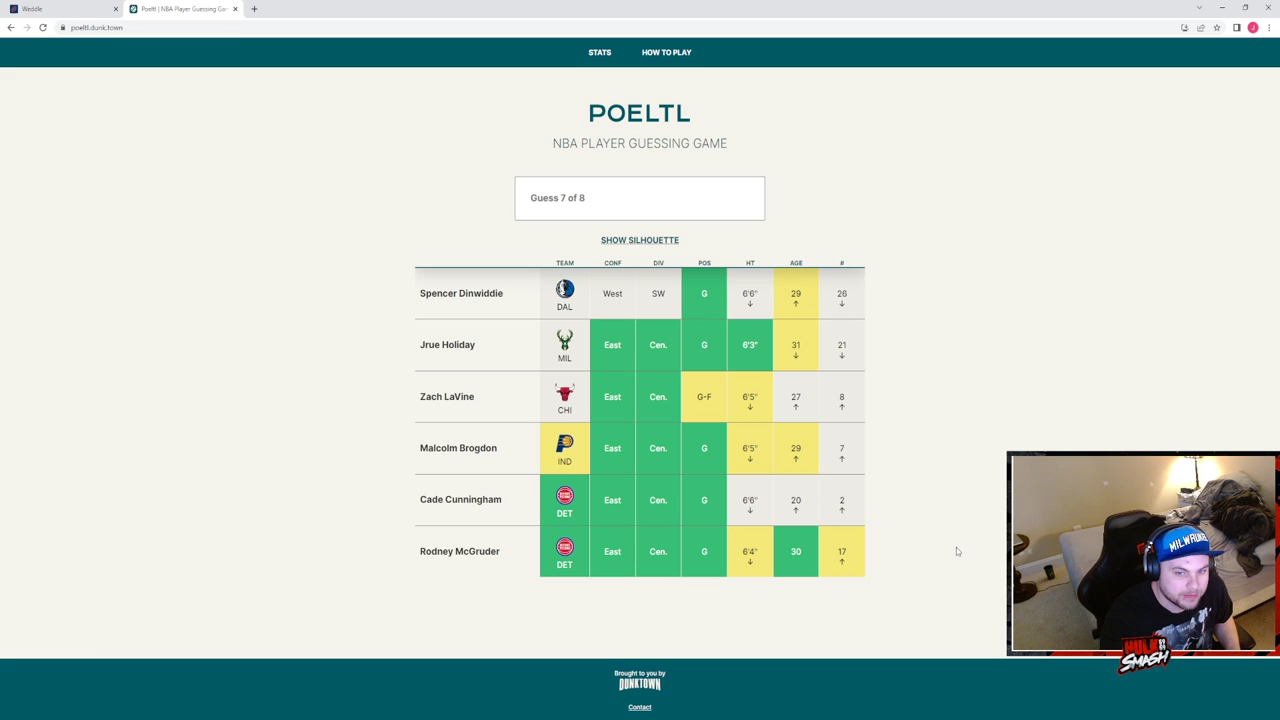 Weddle
Poeltl | NBA Player Guessing Gam
poeltl.dunk.town
STATS HOW TO PLAY
POELTL
NBA PLAYER GUESSING GAME
Guess 7 of 8
SHOW SILHOUETTE
TEAM CONF DIV POS HT AGE #
Spencer Dinwiddie DAL West SW G 6'6" ↓ 29 ↑ 26 ↓
Jrue Holiday MIL East Cen. G 6'3" 31 ↓ 21 ↓
Zach LaVine CHI East Cen. G-F 6'5" ↓ 27 ↑ 8 ↑
Malcolm Brogdon IND East Cen. G 6'5" ↓ 29 ↑ 7 ↑
Cade Cunningham DET East Cen. G 6'6" ↓ 20 ↑ 2 ↑
Rodney McGruder DET East Cen. G 6'4" ↓ 30 17 ↑
MILWAUKEE
HULK
SMASH
Brought to you by
DUNKTOWN
Contact